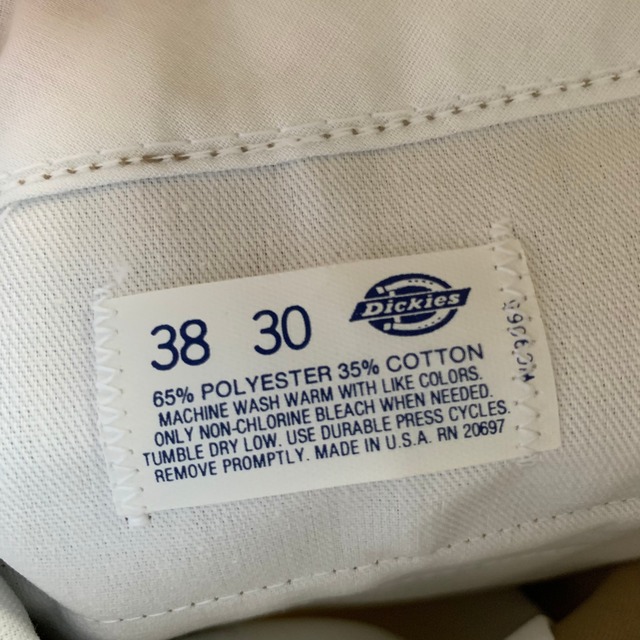 38 30 Dickies
65% POLYESTER 35% COTTON
MACHINE WASH WARM WITH LIKE COLORS.
ONLY NON-CHLORINE BLEACH WHEN NEEDED.
TUMBLE DRY LOW. USE DURABLE PRESS CYCLES.
REMOVE PROMPTLY. MADE IN U.S.A. RN 20697